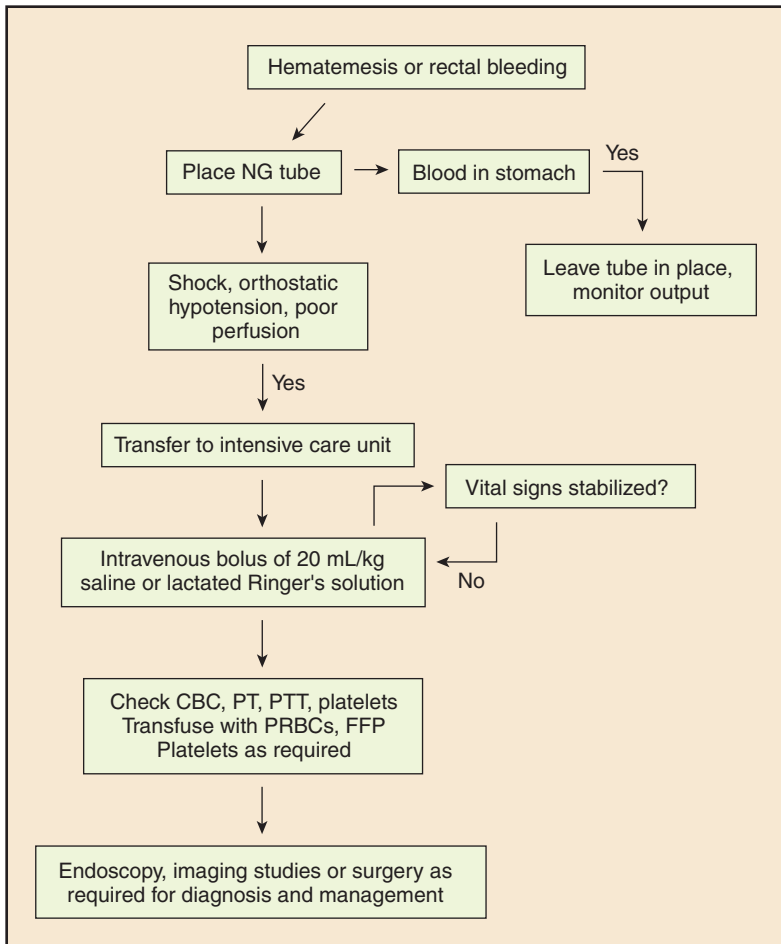 Hematemesis or rectal bleeding
Place NG tube
Blood in stomach
Yes
Leave tube in place,
monitor output
Shock, orthostatic
hypotension, poor
perfusion
Yes
Transfer to intensive care unit
Vital signs stabilized?
No
Intravenous bolus of 20 mL/kg
saline or lactated Ringer's solution
Check CBC, PT, PTT, platelets
Transfuse with PRBCs, FFP
Platelets as required
Endoscopy, imaging studies or surgery as
required for diagnosis and management